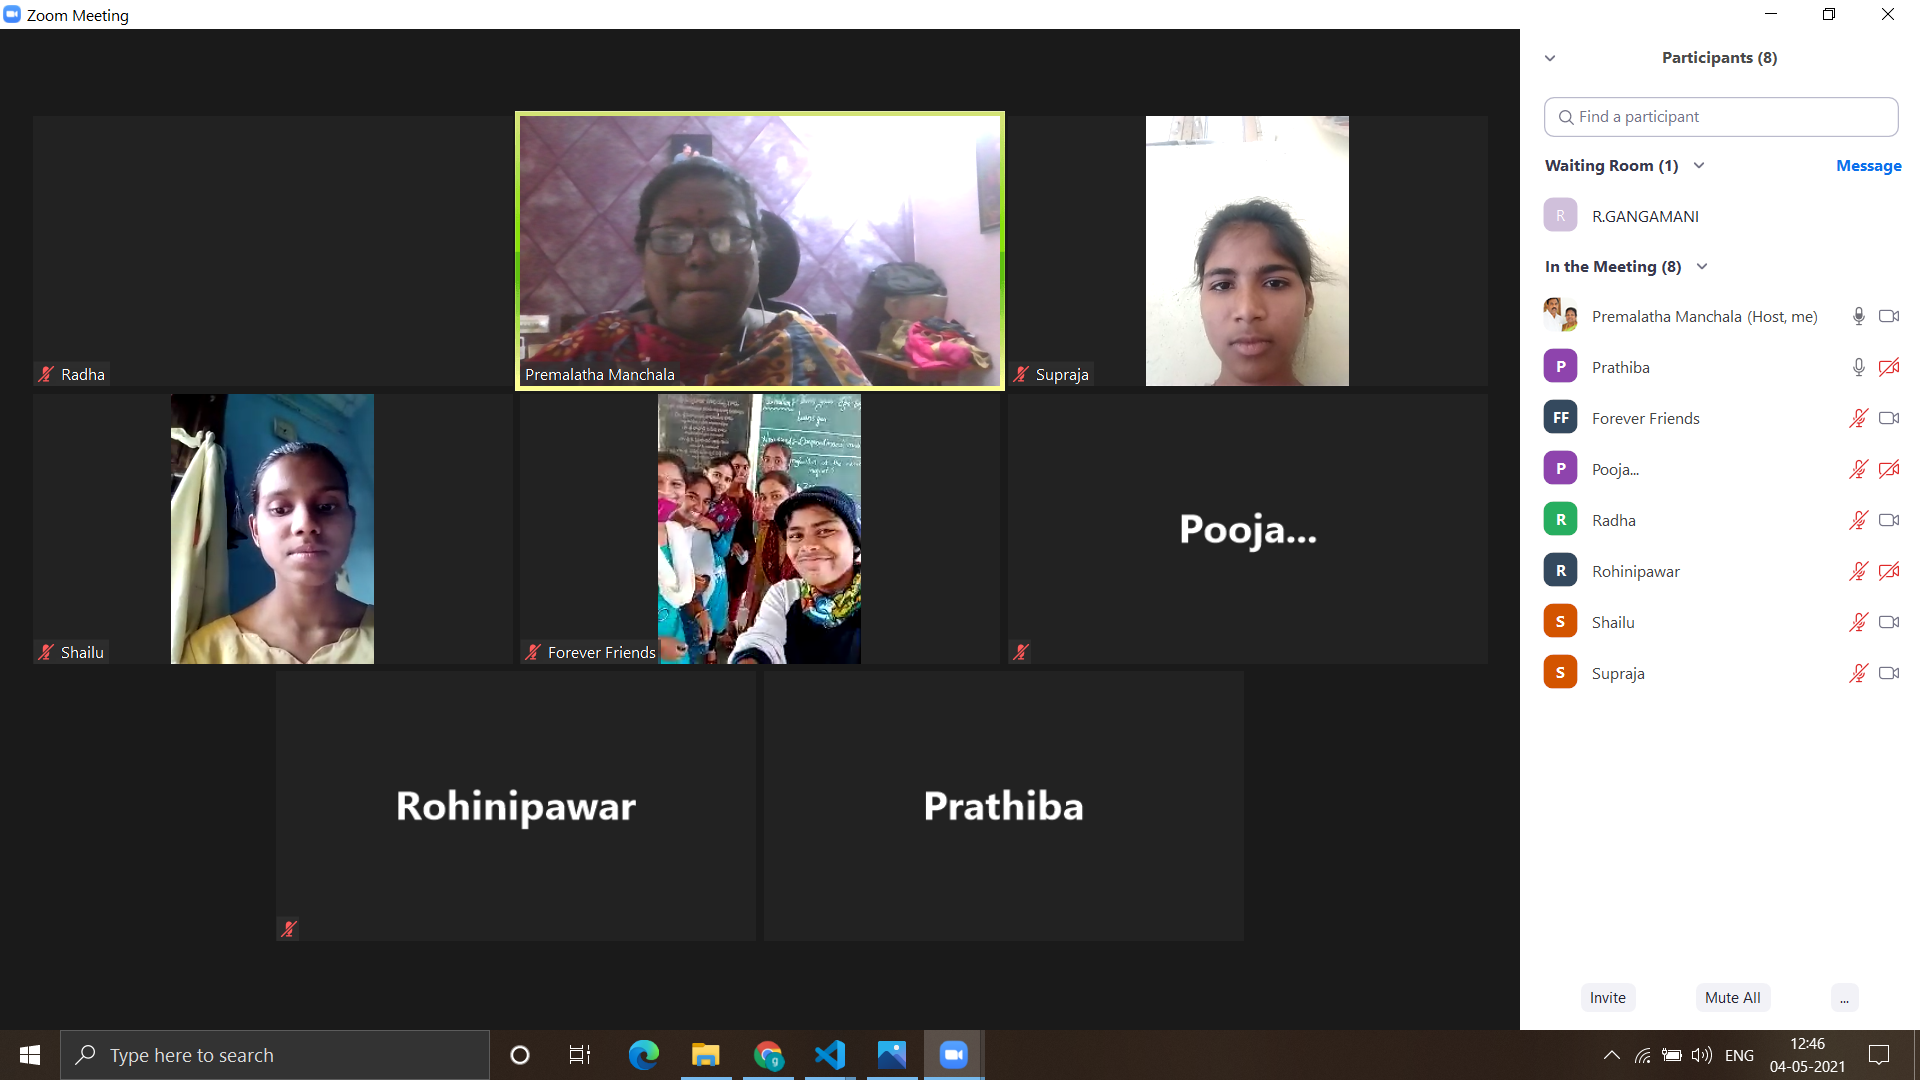 Zoom Meeting
Participants (8)
Find a participant
Waiting Room (1)
Message
R
R.GANGAMANI
In the Meeting (8)
Premalatha Manchala (Host, me)
P
Prathiba
FF
Forever Friends
P
Pooja...
R
Radha
R
Rohinipawar
S
Shailu
S
Supraja
Invite
Mute All
...
Radha
Premalatha Manchala
Supraja
Shailu
Forever Friends
Pooja...
Rohinipawar
Prathiba
Type here to search
g
ENG
12:46
04-05-2021